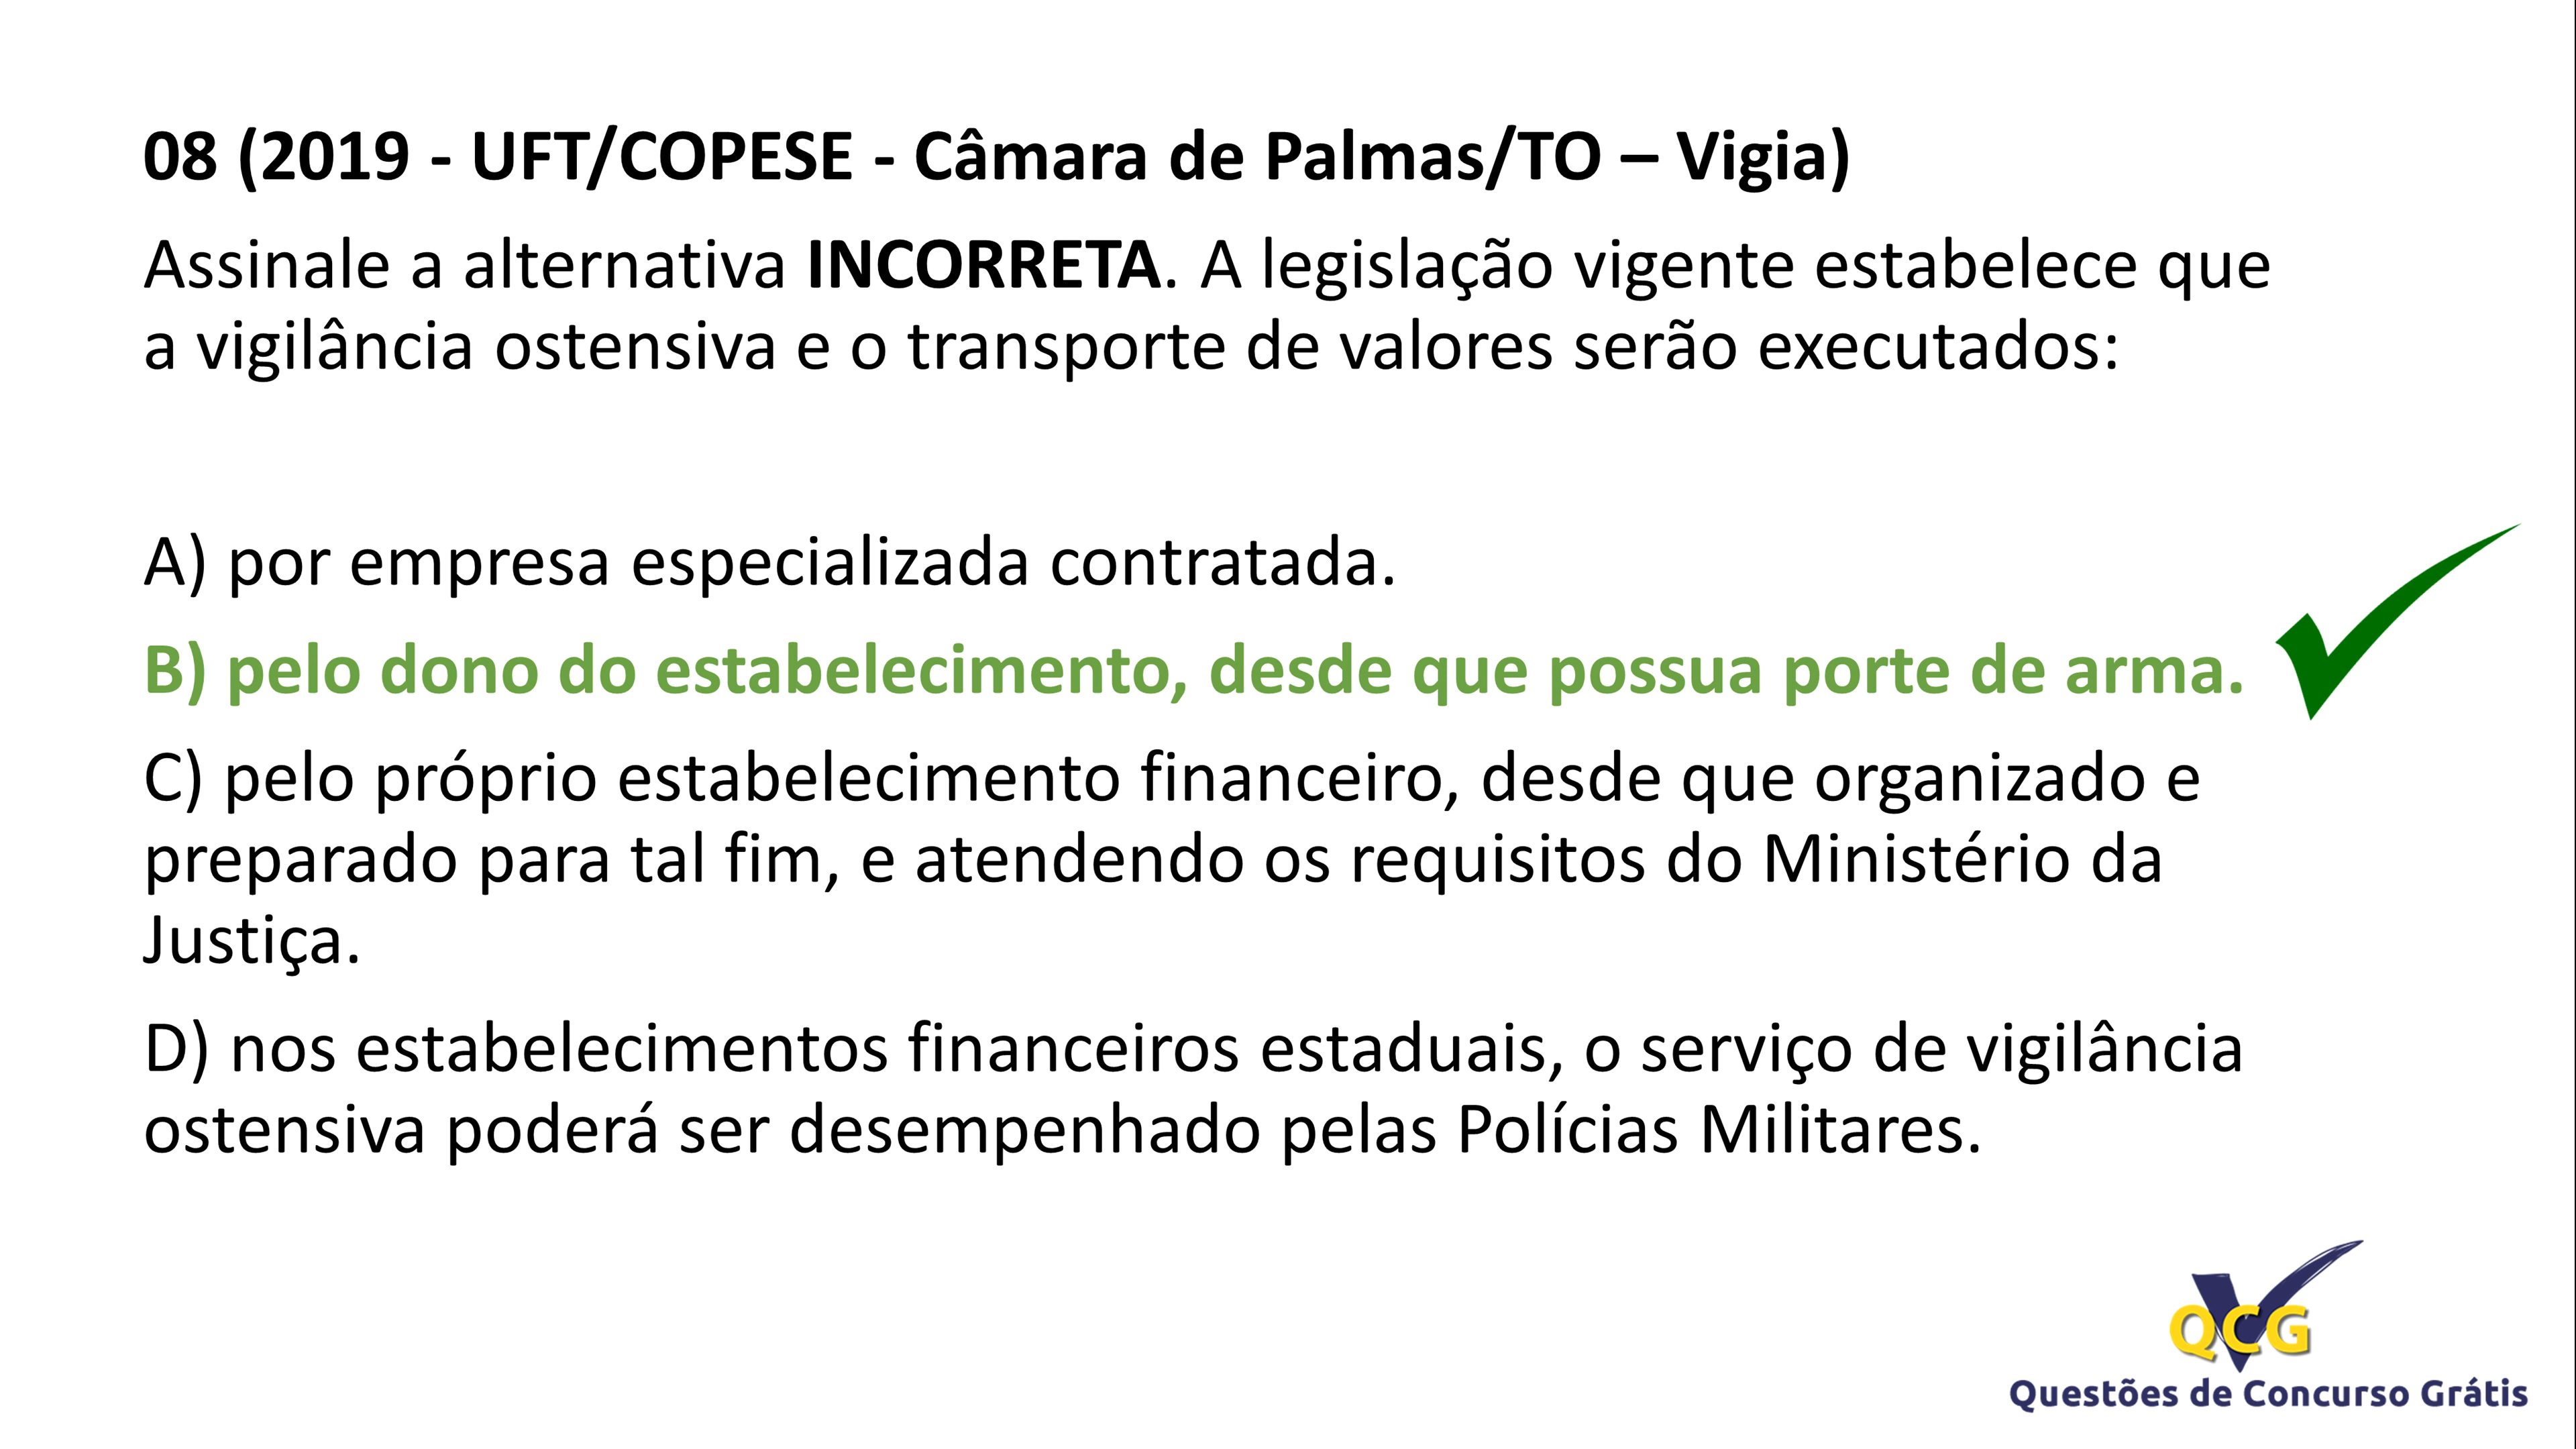 08 (2019 - UFT/COPESE - Câmara de Palmas/TO – Vigia)
Assinale a alternativa INCORRETA. A legislação vigente estabelece que
a vigilância ostensiva e o transporte de valores serão executados:
A) por empresa especializada contratada.
B) pelo dono do estabelecimento, desde que possua porte de arma.
C) pelo próprio estabelecimento financeiro, desde que organizado e
preparado para tal fim, e atendendo os requisitos do Ministério da
Justiça.
D) nos estabelecimentos financeiros estaduais, o serviço de vigilância
ostensiva poderá ser desempenhado pelas Polícias Militares.
QCG
Questões de Concurso Grátis